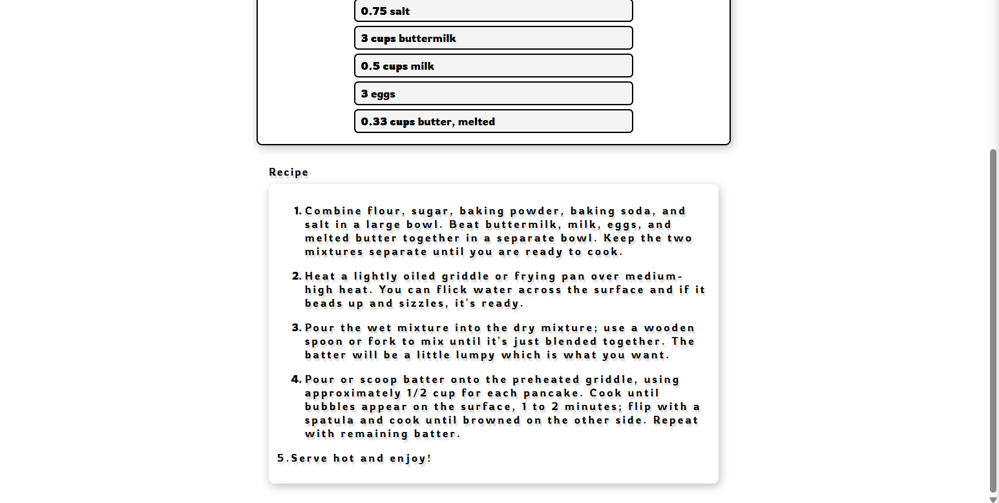 0.75 salt
3 cups buttermilk
0.5 cups milk
3 eggs
0.33 cups butter, melted
Recipe
1. Combine flour, sugar, baking powder, baking soda, and
salt in a large bowl. Beat buttermilk, milk, eggs, and
melted butter together in a separate bowl. Keep the two
mixtures separate until you are ready to cook.
2. Heat a lightly oiled griddle or frying pan over medium-
high heat. You can flick water across the surface and if it
beads up and sizzles, it's ready.
3. Pour the wet mixture into the dry mixture; use a wooden
spoon or fork to mix until it's just blended together. The
batter will be a little lumpy which is what you want.
4. Pour or scoop batter onto the preheated griddle, using
approximately 1/2 cup for each pancake. Cook until
bubbles appear on the surface, 1 to 2 minutes; flip with a
spatula and cook until browned on the other side. Repeat
with remaining batter.
5.Serve hot and enjoy!